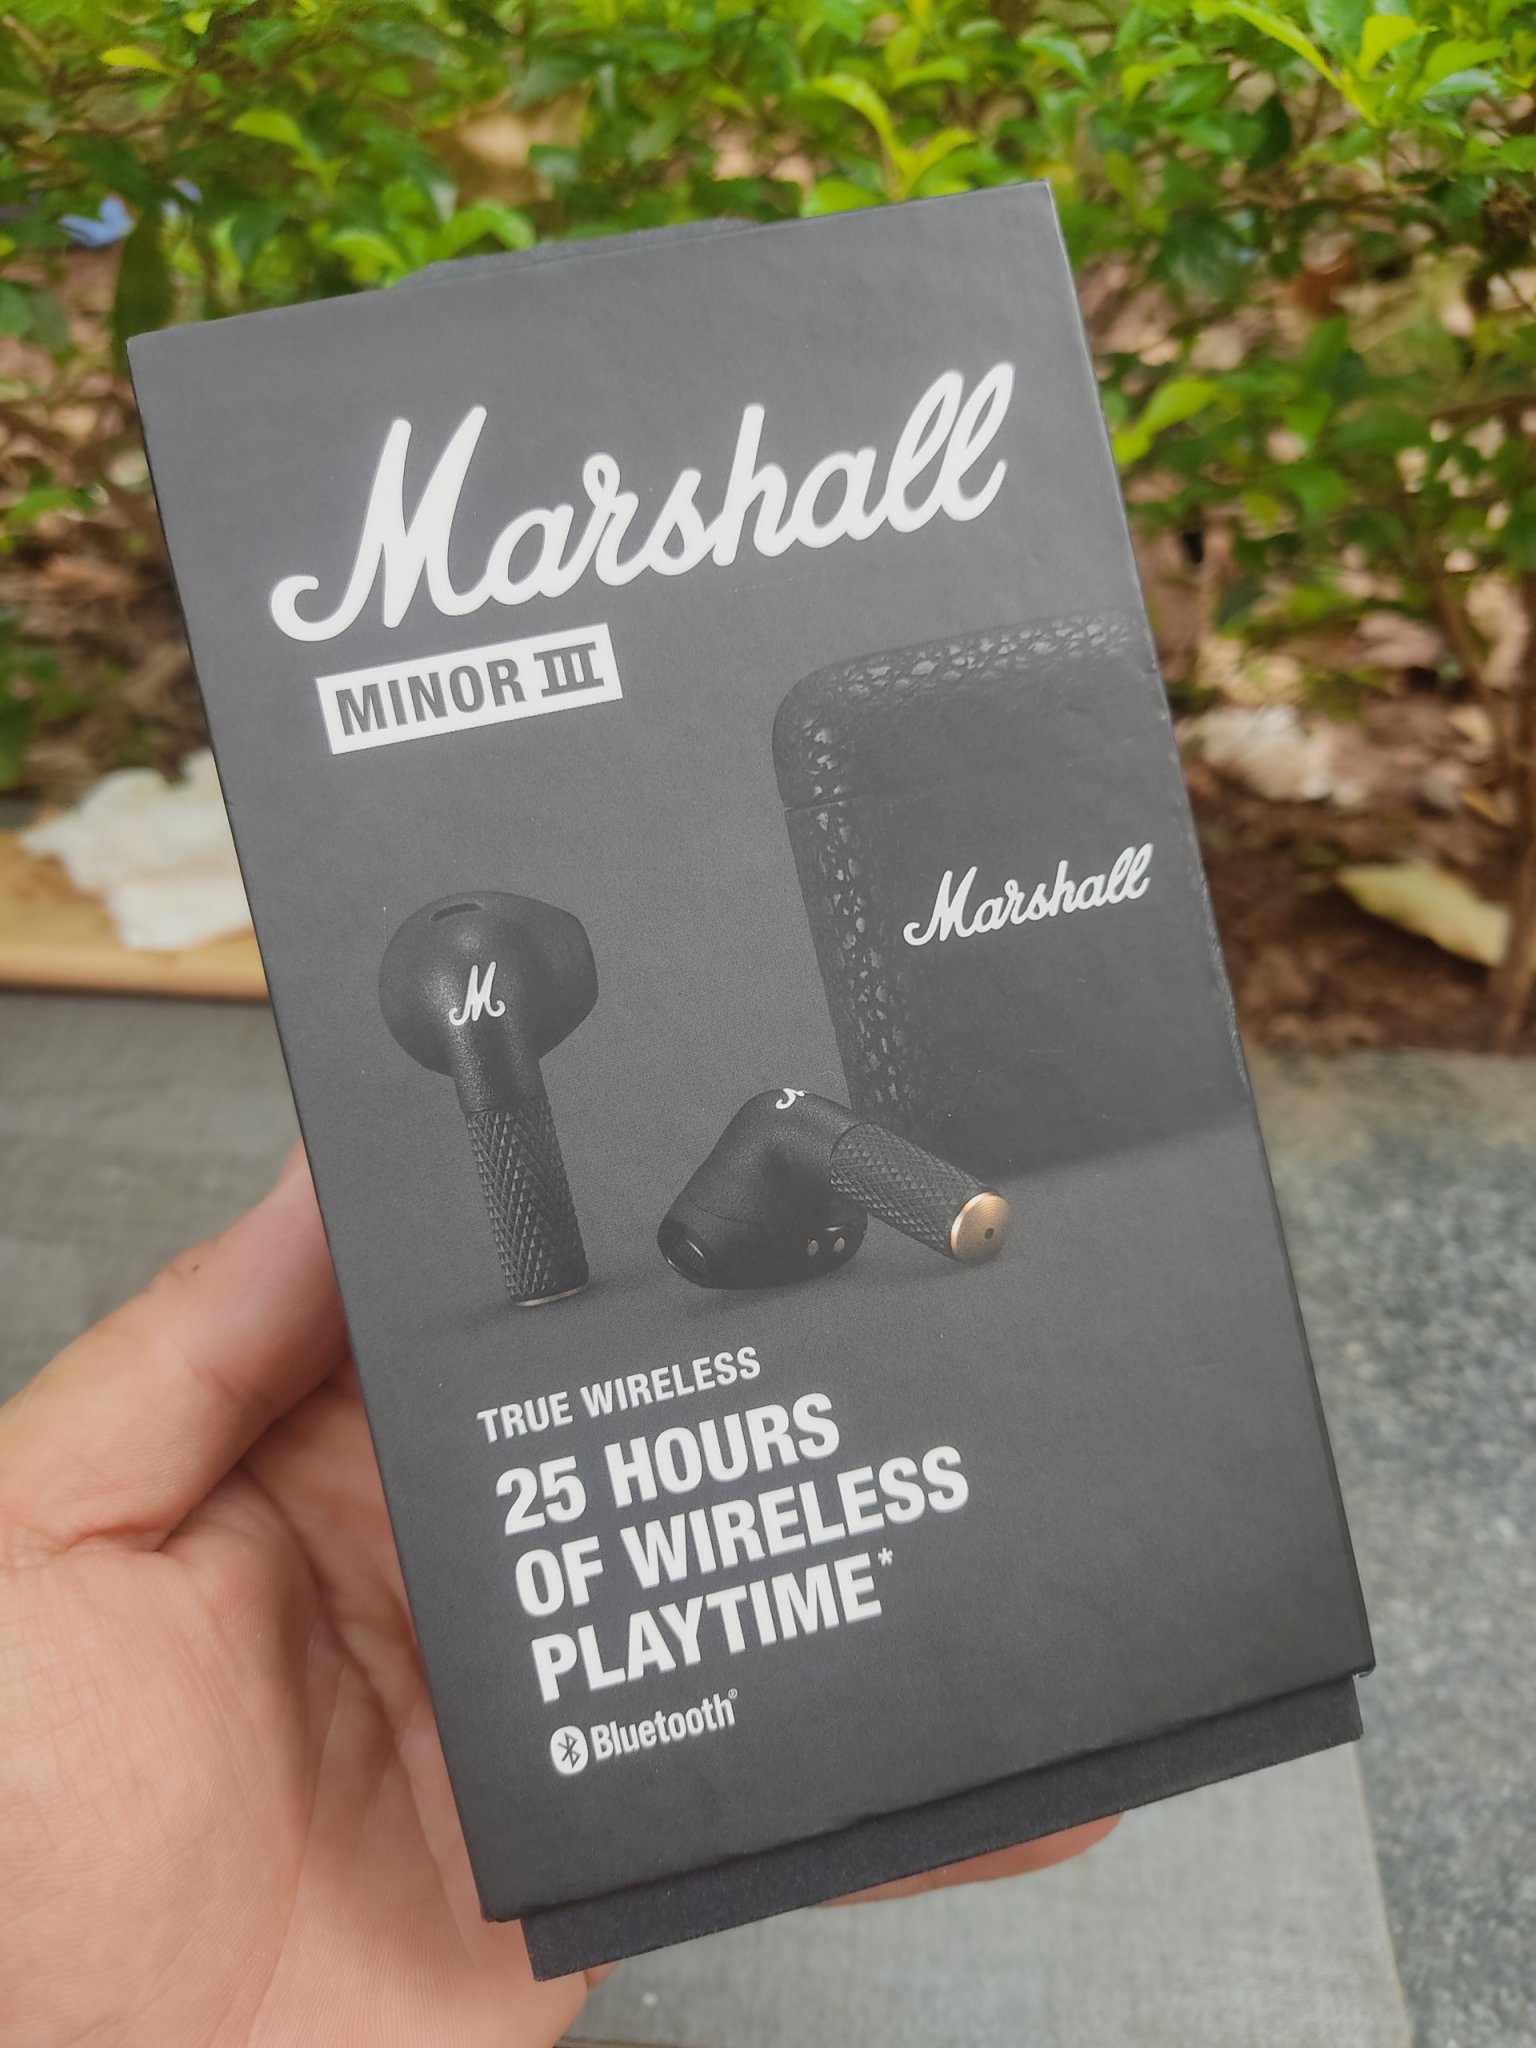 Marshall
MINOR III
Marshall
M
TRUE WIRELESS
25 HOURS
OF WIRELESS
PLAYTIME*
Bluetooth®